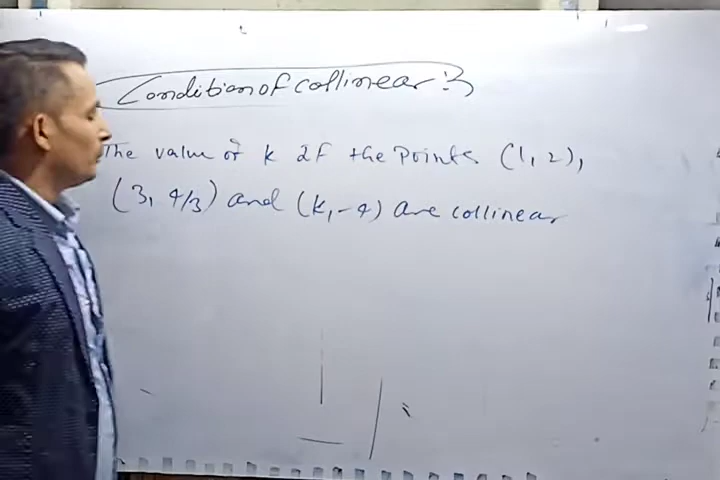 Condition of collinear :-
The value of k If the Points (1, 2),
(3, 4/3) and (k, -4) are collinear